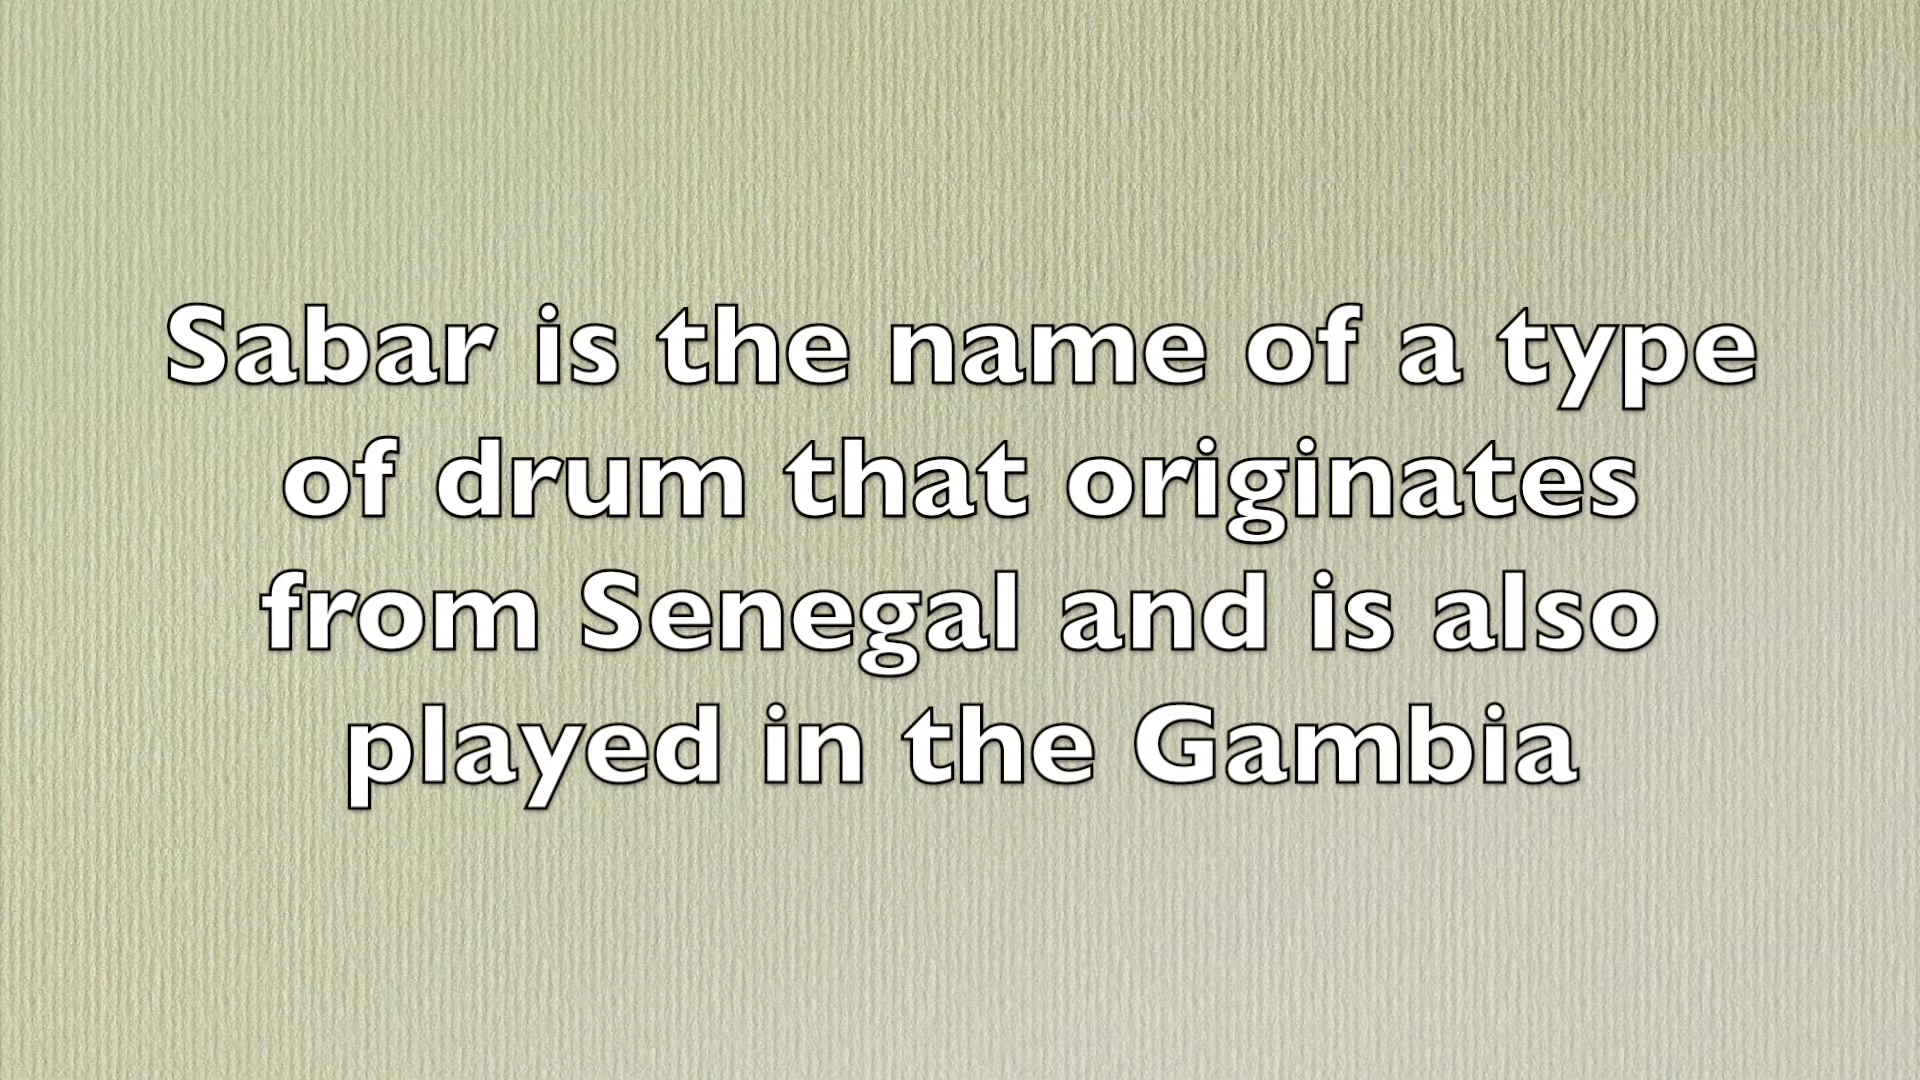 Sabar is the name of a type
of drum that originates
from Senegal and is also
played in the Gambia